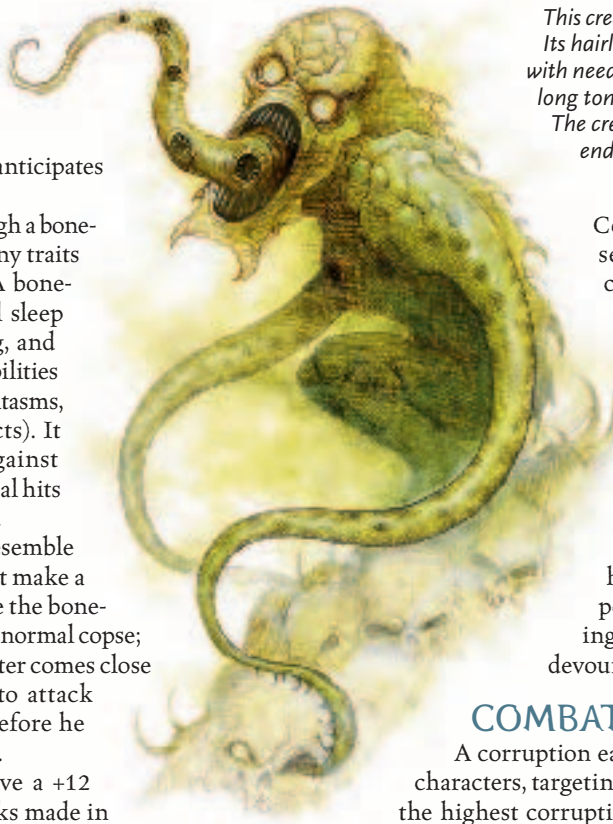 anticipates
gh a bone-
ny traits
A bone-
l sleep
g, and
bilities
tasms,
cts). It
gainst
al hits
semble
t make a
e the bone-
normal copse;
ter comes close
to attack
efore he
ve a +12
ks made in
This cre
Its hairl
with need
long ton
The cre
end
Co
se
c
h
p
ing
devour
COMBAT
A corruption ea
characters, targetin
the highest corrupti